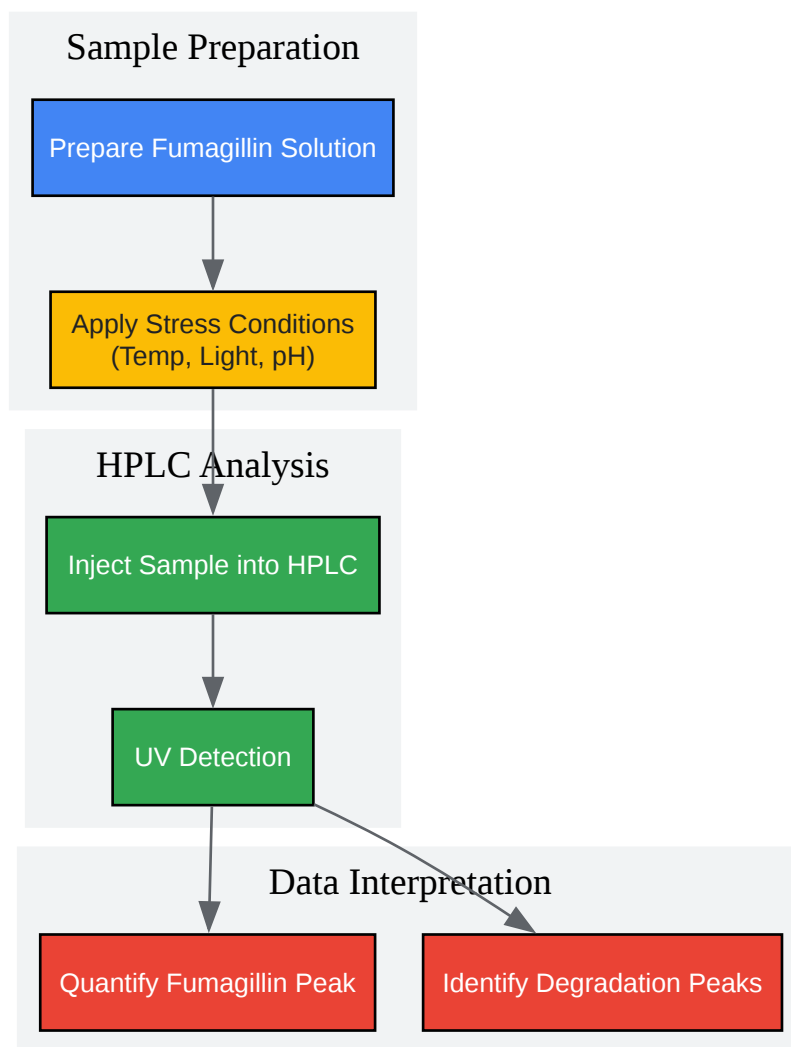 Sample Preparation
Prepare Fumagillin Solution
Apply Stress Conditions
(Temp, Light, pH)
HPLC Analysis
Inject Sample into HPLC
UV Detection
Data Interpretation
Quantify Fumagillin Peak
Identify Degradation Peaks